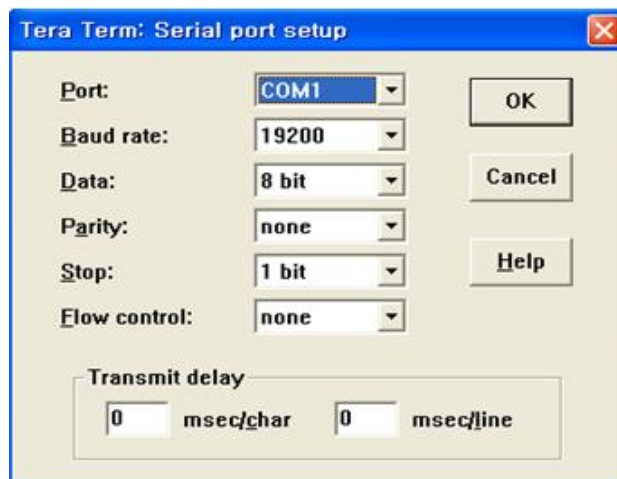 Tera Term: Serial port setup
Port: COM1
OK
Baud rate: 19200
Data: 8 bit
Cancel
Parity: none
Stop: 1 bit
Help
Flow control: none
Transmit delay
0 msec/char 0 msec/line